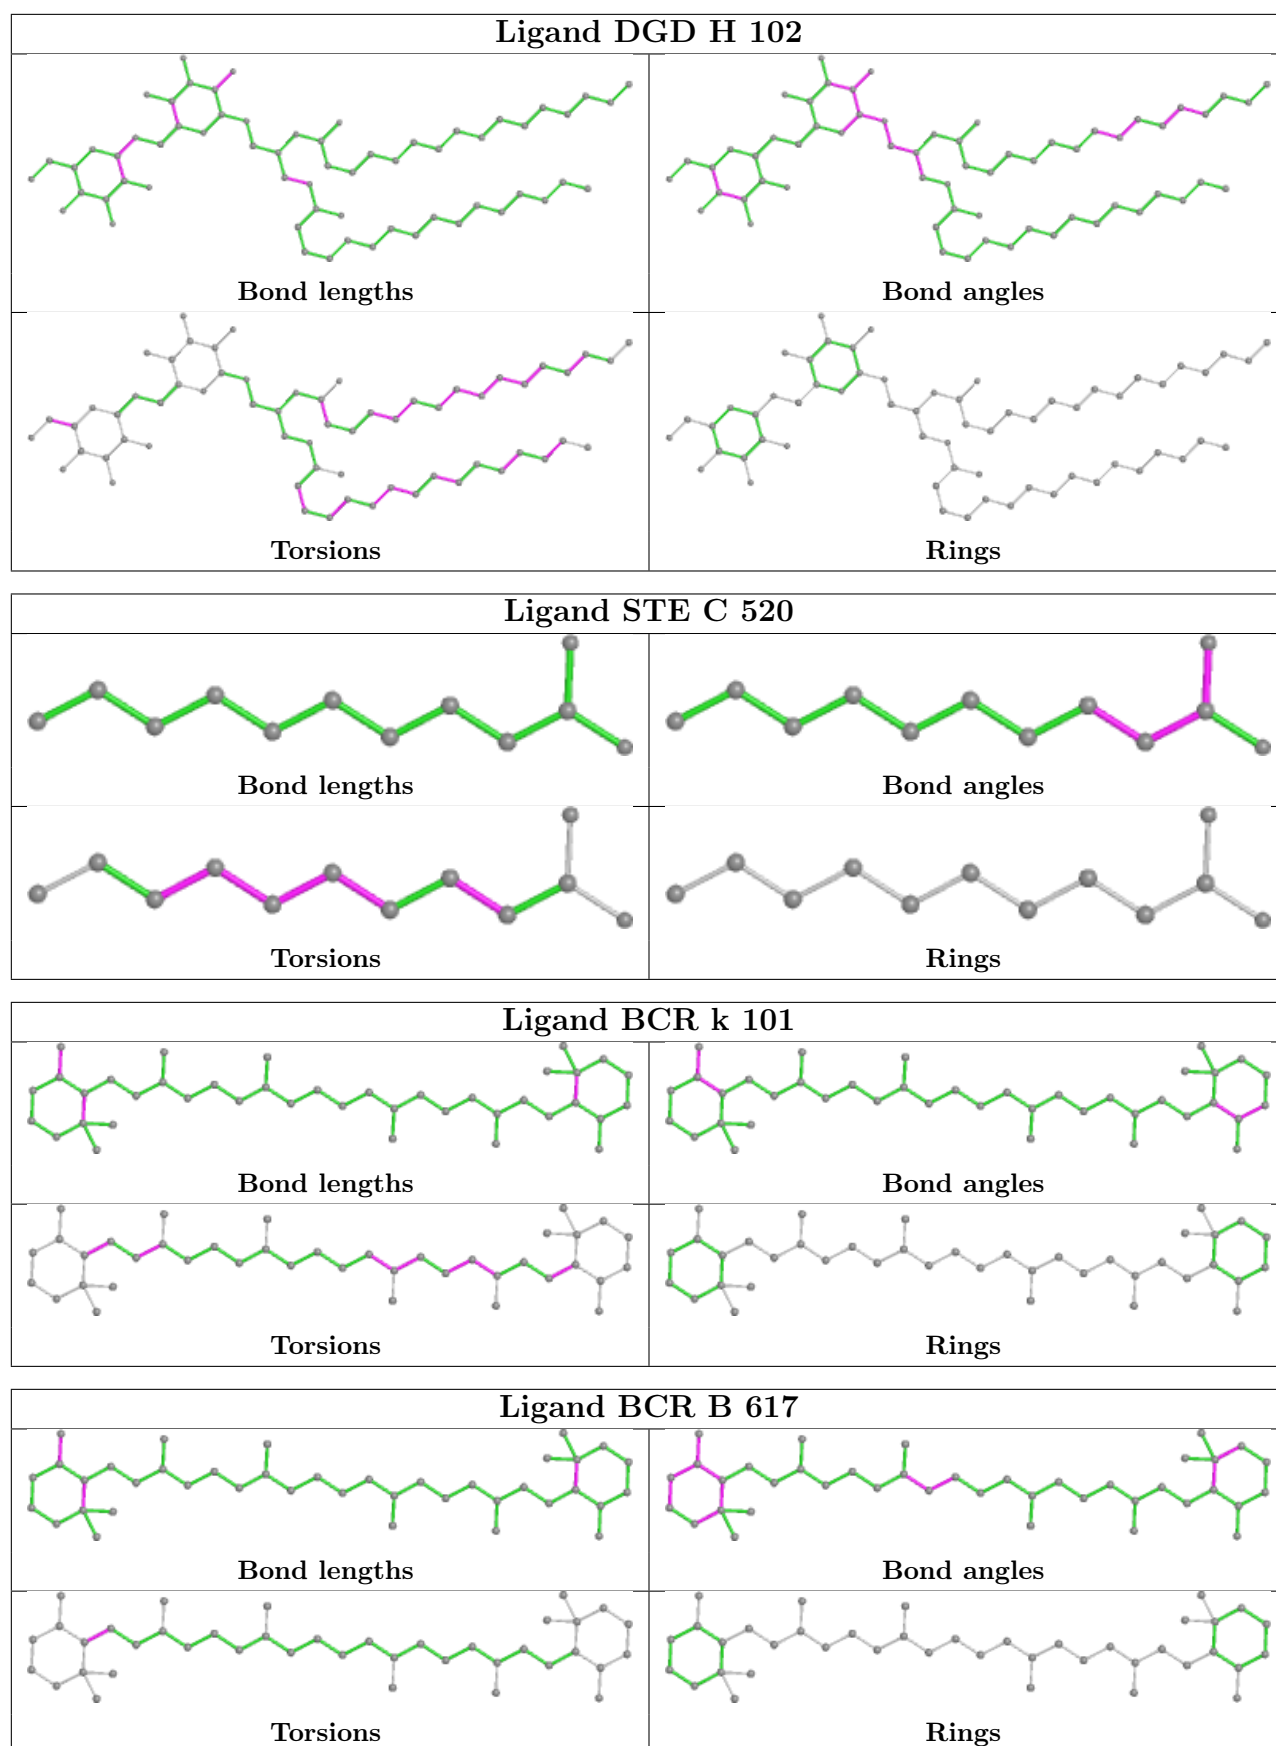 Ligand DGD H 102
Bond lengths
Bond angles
Torsions
Rings
Ligand STE C 520
Bond lengths
Bond angles
Torsions
Rings
Ligand BCR k 101
Bond lengths
Bond angles
Torsions
Rings
Ligand BCR B 617
Bond lengths
Bond angles
Torsions
Rings